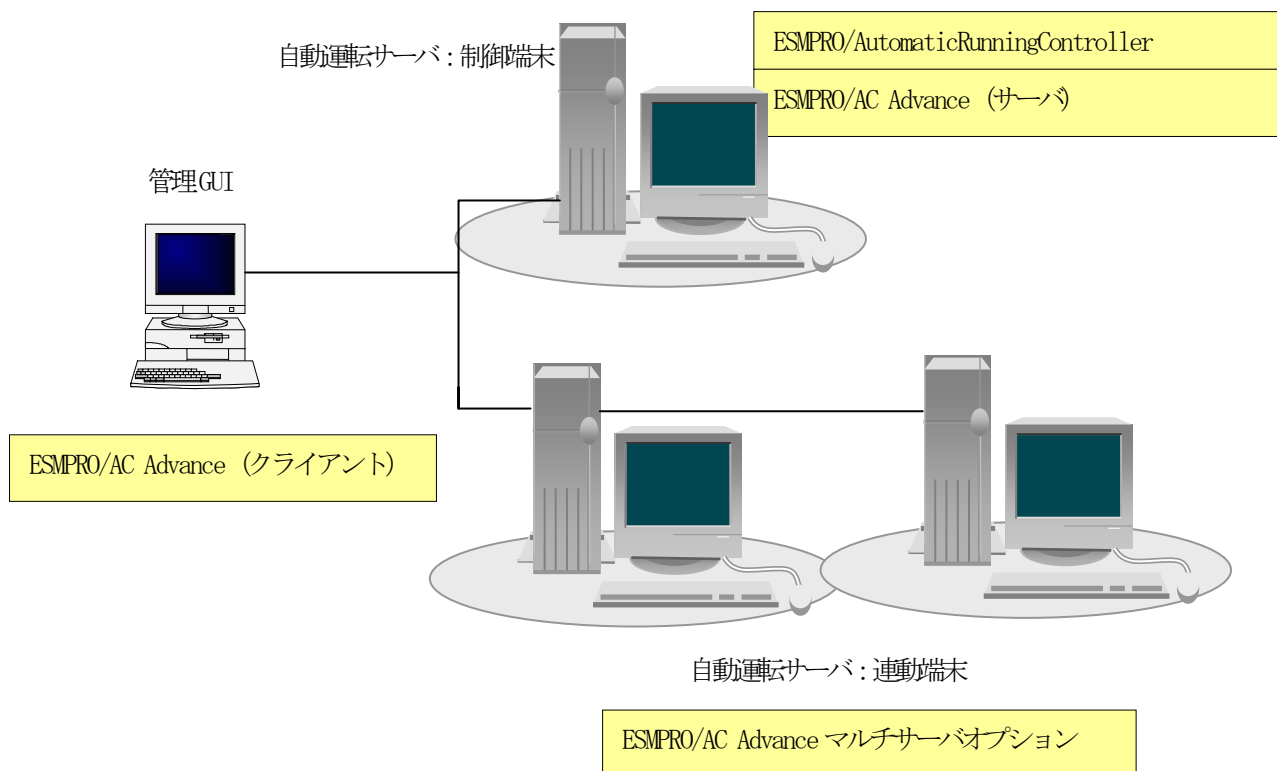 ESMPRO/AutomaticRunningController
自動運転サーバ：制御端末
ESMPRO/AC Advance (サーバ)
管理GUI
ESMPRO/AC Advance (クライアント)
自動運転サーバ：連動端末
ESMPRO/AC Advance マルチサーバオプション